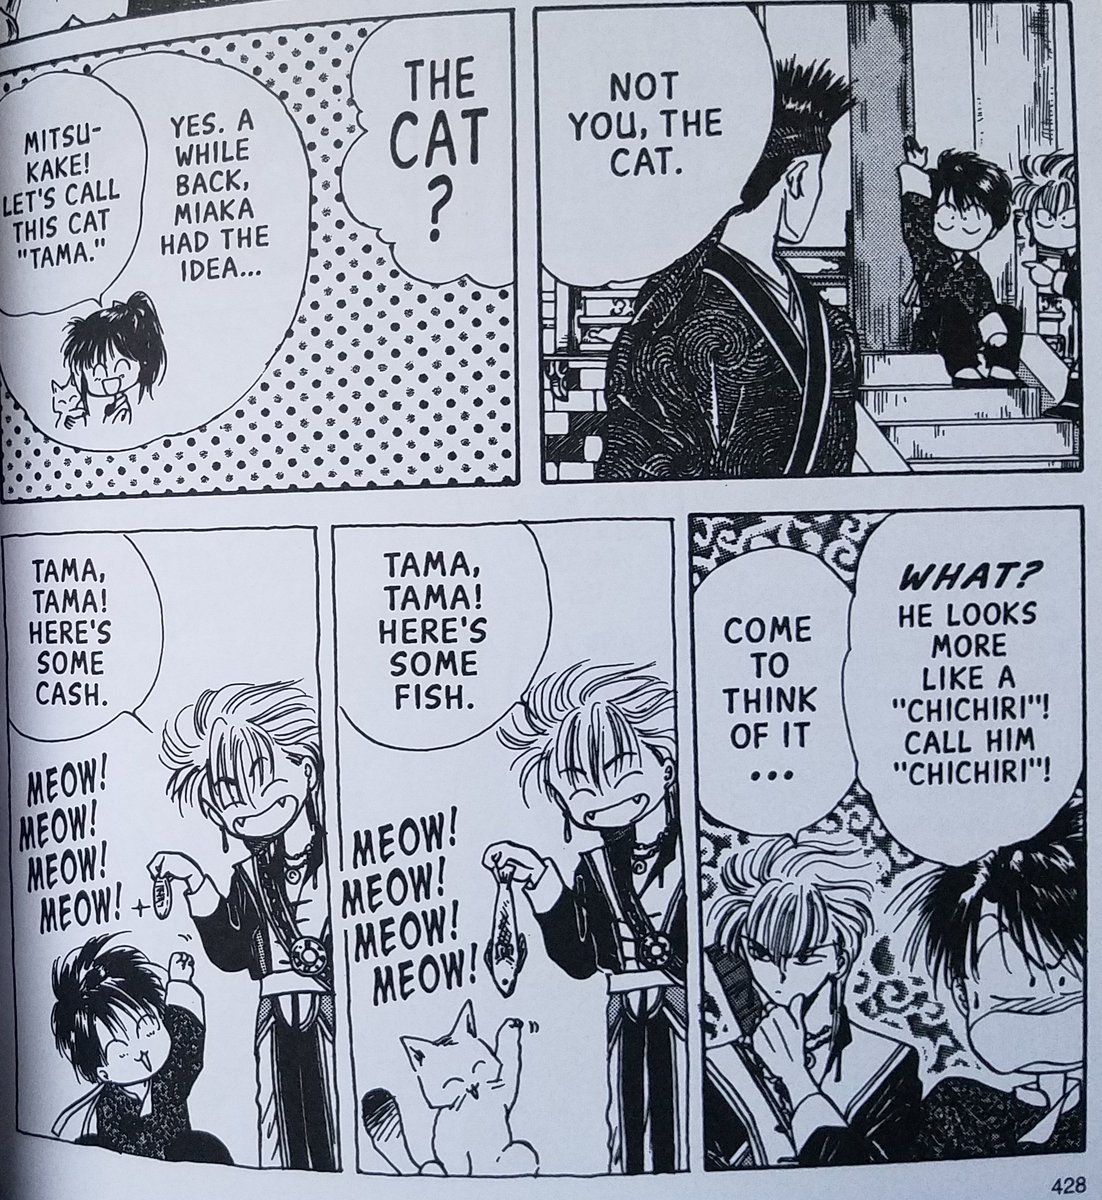 NOT
YOU, THE
CAT.
THE
CAT
?
YES. A
WHILE
BACK,
MIAKA
HAD THE
IDEA...
MITSU-
KAKE!
LET'S CALL
THIS CAT
"TAMA."
WHAT?
HE LOOKS
MORE
LIKE A
"CHICHIRI"!
CALL HIM
"CHICHIRI"!
COME
TO
THINK
OF IT
...
TAMA,
TAMA!
HERE'S
SOME
FISH.
MEOW!
MEOW!
MEOW!
MEOW!
TAMA,
TAMA!
HERE'S
SOME
CASH.
MEOW!
MEOW!
MEOW!
MEOW!
428